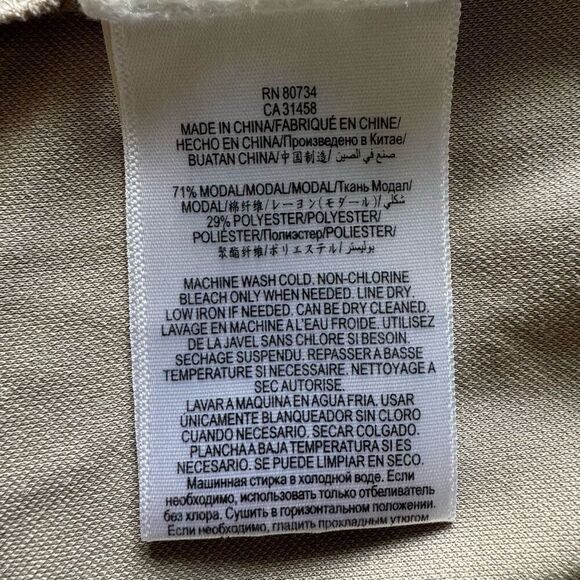 RN 80734
CA 31458
MADE IN CHINA/FABRIQUÉ EN CHINE/
HECHO EN CHINA/Произведено в Китае/
BUATAN CHINA/中国制造/ صنع في الصين/
71% MODAL/MODAL/MODAL/Ткань Модал/
MODAL/棉纤维/レーヨン(モダール)/شكلي/
29% POLYESTER/POLYESTER/
POLIÉSTER/Полиэстер/POLIESTER/
聚酯纤维/ポリエステル/بوليستر
MACHINE WASH COLD. NON-CHLORINE
BLEACH ONLY WHEN NEEDED. LINE DRY
LOW IRON IF NEEDED. CAN BE DRY CLEANED.
LAVAGE EN MACHINE A L'EAU FROIDE. UTILISEZ
DE LA JAVEL SANS CHLORE SI BESOIN.
SECHAGE SUSPENDU. REPASSER A BASSE
TEMPERATURE SI NECESSAIRE. NETTOYAGE A
SEC AUTORISE.
LAVAR A MAQUINA EN AGUA FRIA. USAR
ÚNICAMENTE BLANQUEADOR SIN CLORO
CUANDO NECESARIO. SECAR COLGADO.
PLANCHA A BAJA TEMPERATURA SI ES
NECESARIO. SE PUEDE LIMPIAR EN SECO.
Машинная стирка в холодной воде. Если
необходимо, использовать только отбеливатель
без хлора. Сушить в горизонтальном положении.
Если необходимо, гладить прохладным утюгом